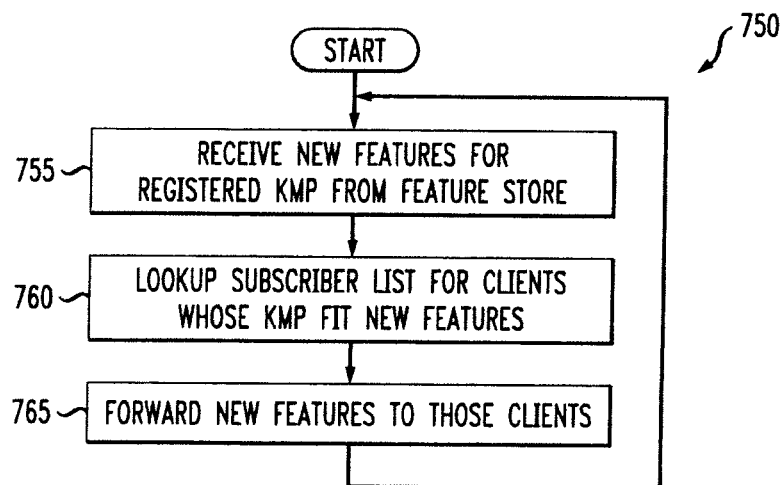 750
START
755
RECEIVE NEW FEATURES FOR
REGISTERED KMP FROM FEATURE STORE
760
LOOKUP SUBSCRIBER LIST FOR CLIENTS
WHOSE KMP FIT NEW FEATURES
765
FORWARD NEW FEATURES TO THOSE CLIENTS